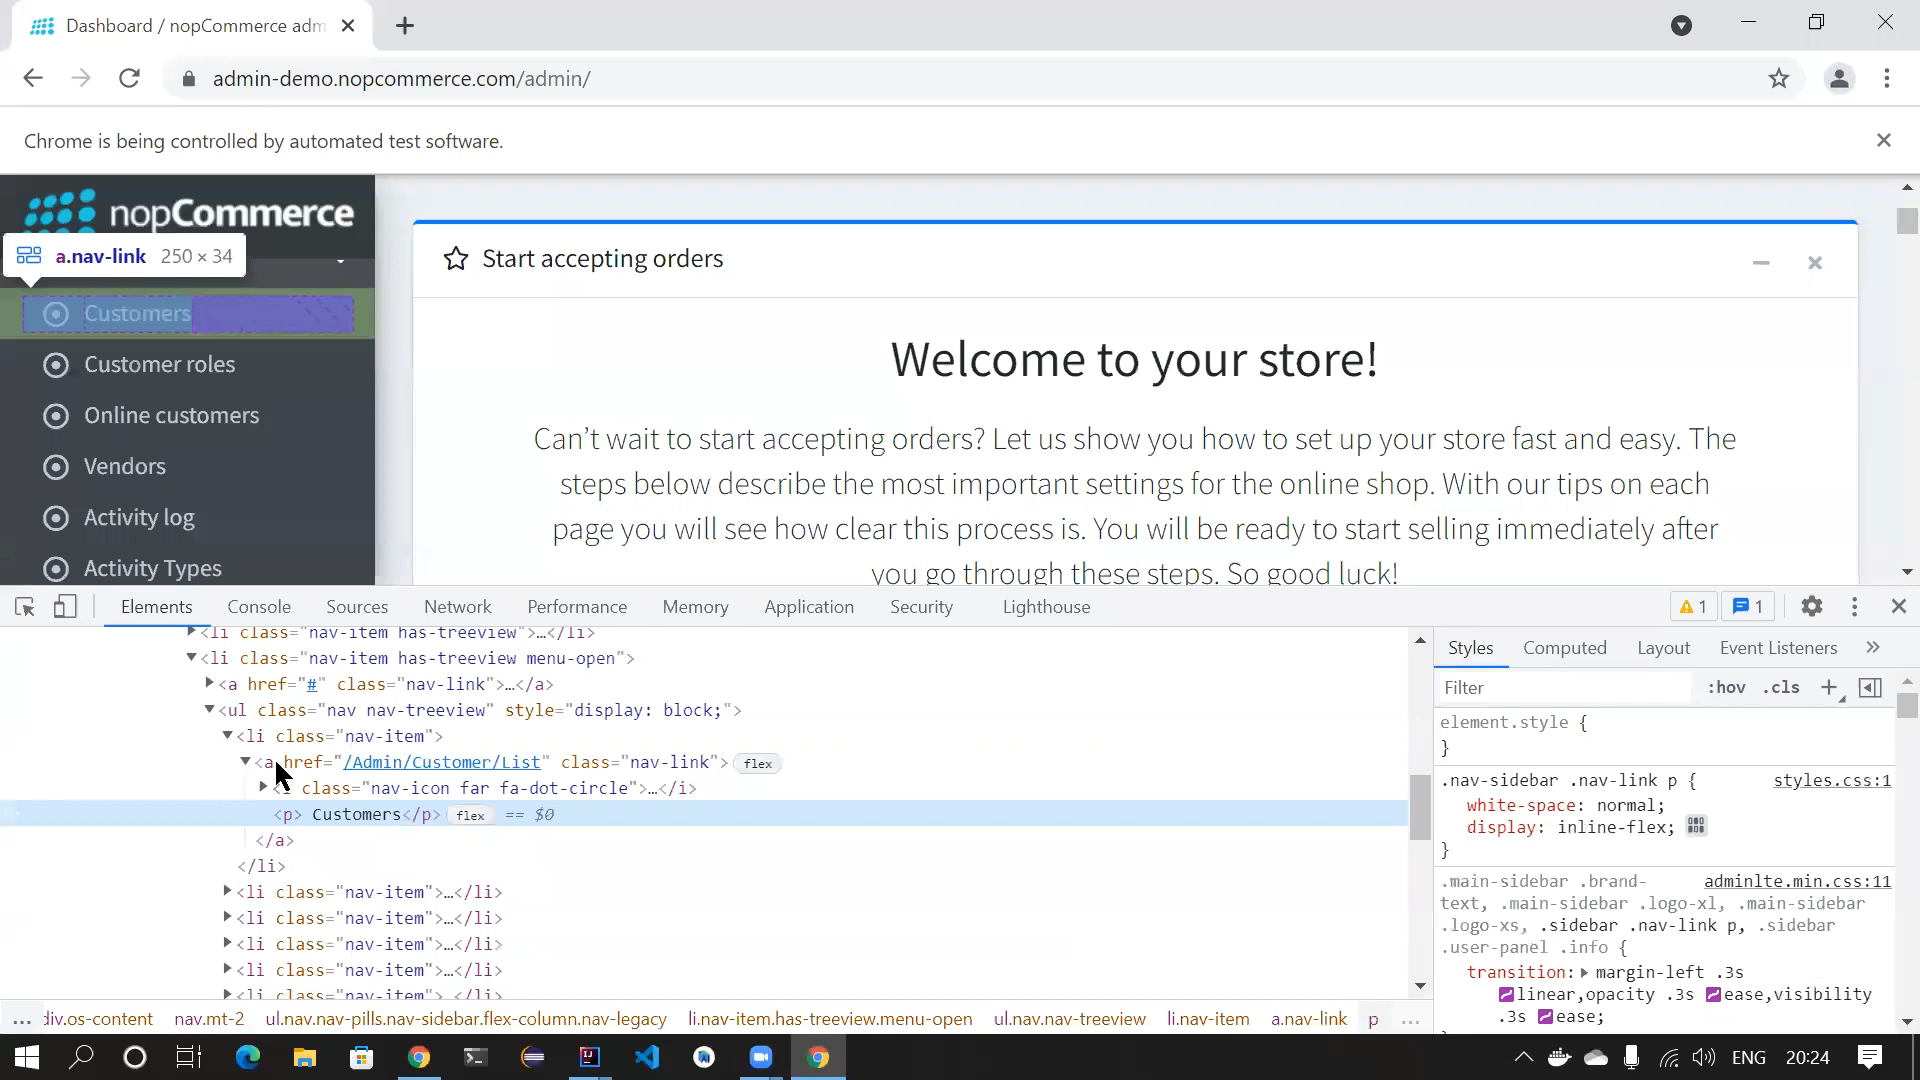 Dashboard / nopCommerce adm
admin-demo.nopcommerce.com/admin/
Chrome is being controlled by automated test software.
nopCommerce
a.nav-link 250 × 34
Customers
Customer roles
Online customers
Vendors
Activity log
Activity Types
Start accepting orders
Welcome to your store!
Can’t wait to start accepting orders? Let us show you how to set up your store fast and easy. The
steps below describe the most important settings for the online shop. With our tips on each
page you will see how clear this process is. You will be ready to start selling immediately after
you go through these steps. So good luck!
Elements Console Sources Network Performance Memory Application Security Lighthouse 1 1
<li class="nav-item has-treeview">…</li>
<li class="nav-item has-treeview menu-open">
<a href="#" class="nav-link">…</a>
<ul class="nav nav-treeview" style="display: block;">
<li class="nav-item">
<a href="/Admin/Customer/List" class="nav-link"> flex
<i class="nav-icon far fa-dot-circle">…</i>
<p> Customers</p> flex == $0
</a>
</li>
<li class="nav-item">…</li>
<li class="nav-item">…</li>
<li class="nav-item">…</li>
<li class="nav-item">…</li>
<li class="nav-item">…</li>
... div.os-content nav.mt-2 ul.nav.nav-pills.nav-sidebar.flex-column.nav-legacy li.nav-item.has-treeview.menu-open ul.nav.nav-treeview li.nav-item a.nav-link p ...
Styles Computed Layout Event Listeners »
Filter :hov .cls +
element.style {
}
.nav-sidebar .nav-link p { styles.css:1
white-space: normal;
display: inline-flex;
}
.main-sidebar .brand- adminlte.min.css:11
text, .main-sidebar .logo-xl, .main-sidebar
.logo-xs, .sidebar .nav-link p, .sidebar
.user-panel .info {
transition: margin-left .3s
linear,opacity .3s ease,visibility
.3s ease;
ENG 20:24